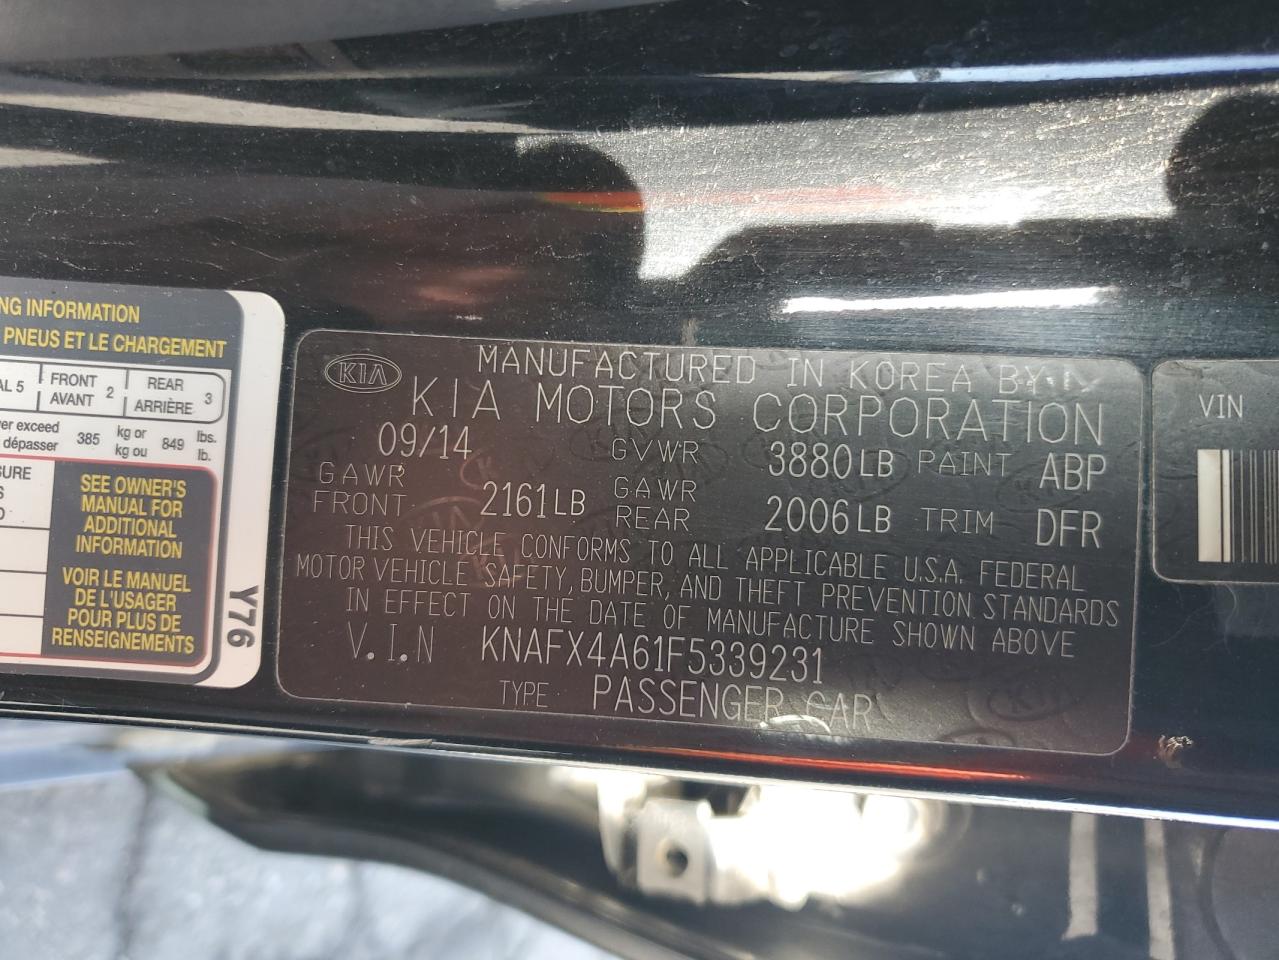 NG INFORMATION
PNEUS ET LE CHARGEMENT
AL 5 FRONT AVANT 2 REAR ARRIÈRE 3
ver exceed
dépasser 385 kg or kg ou 849 lbs. lb.
SURE
S
D
SEE OWNER'S
MANUAL FOR
ADDITIONAL
INFORMATION
VOIR LE MANUEL
DE L'USAGER
POUR PLUS DE
RENSEIGNEMENTS
Y76
KIA
MANUFACTURED IN KOREA BY
KIA MOTORS CORPORATION
09/14 GVWR 3880LB PAINT ABP
GAWR FRONT 2161LB GAWR REAR 2006LB TRIM DFR
THIS VEHICLE CONFORMS TO ALL APPLICABLE U.S.A. FEDERAL
MOTOR VEHICLE SAFETY, BUMPER, AND THEFT PREVENTION STANDARDS
IN EFFECT ON THE DATE OF MANUFACTURE SHOWN ABOVE
V.I.N KNAFX4A61F5339231
TYPE PASSENGER CAR
VIN